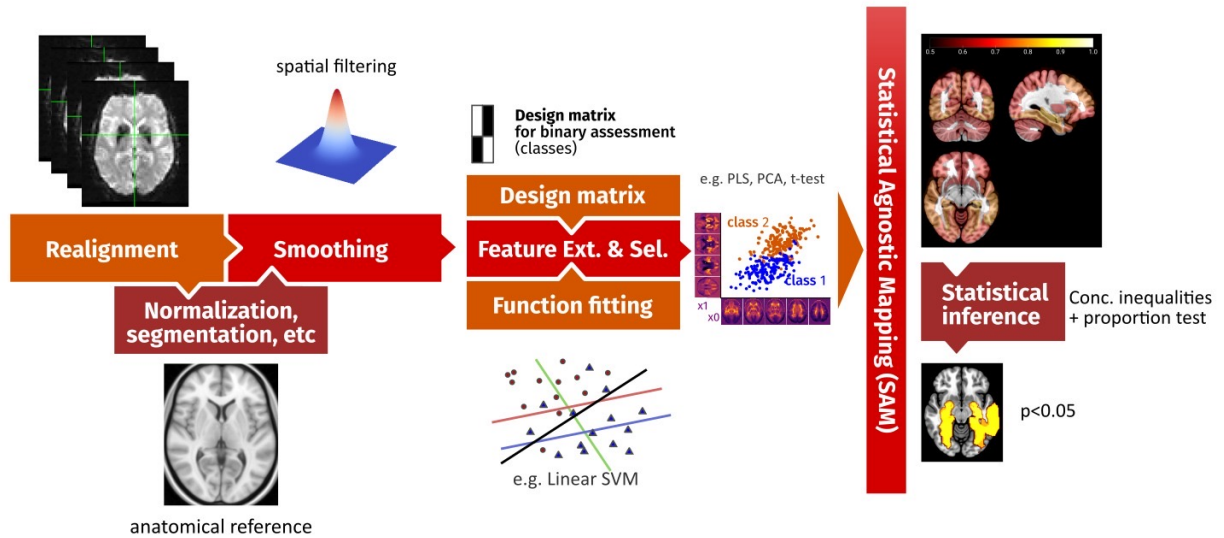 spatial filtering
Realignment
Smoothing
Normalization,
segmentation, etc
anatomical reference
Design matrix
for binary assessment
(classes)
Design matrix
Feature Ext. & Sel.
Function fitting
e.g. Linear SVM
e.g. PLS, PCA, t-test
class 2
class 1
x1
x0
Statistical Agnostic Mapping (SAM)
0.5 0.6 0.7 0.8 0.9 1.0
Statistical
inference
Conc. inequalities
+ proportion test
p<0.05